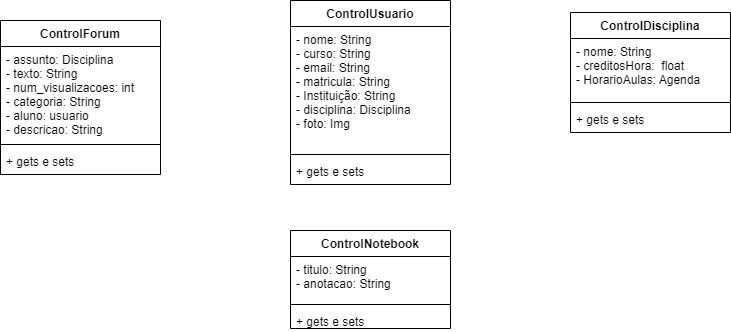 ControlForum
- assunto: Disciplina
- texto: String
- num_visualizacoes: int
- categoria: String
- aluno: usuario
- descricao: String
+ gets e sets
ControlUsuario
- nome: String
- curso: String
- email: String
- matricula: String
- Instituição: String
- disciplina: Disciplina
- foto: Img
+ gets e sets
ControlDisciplina
- nome: String
- creditosHora:  float
- HorarioAulas: Agenda
+ gets e sets
ControlNotebook
- titulo: String
- anotacao: String
+ gets e sets